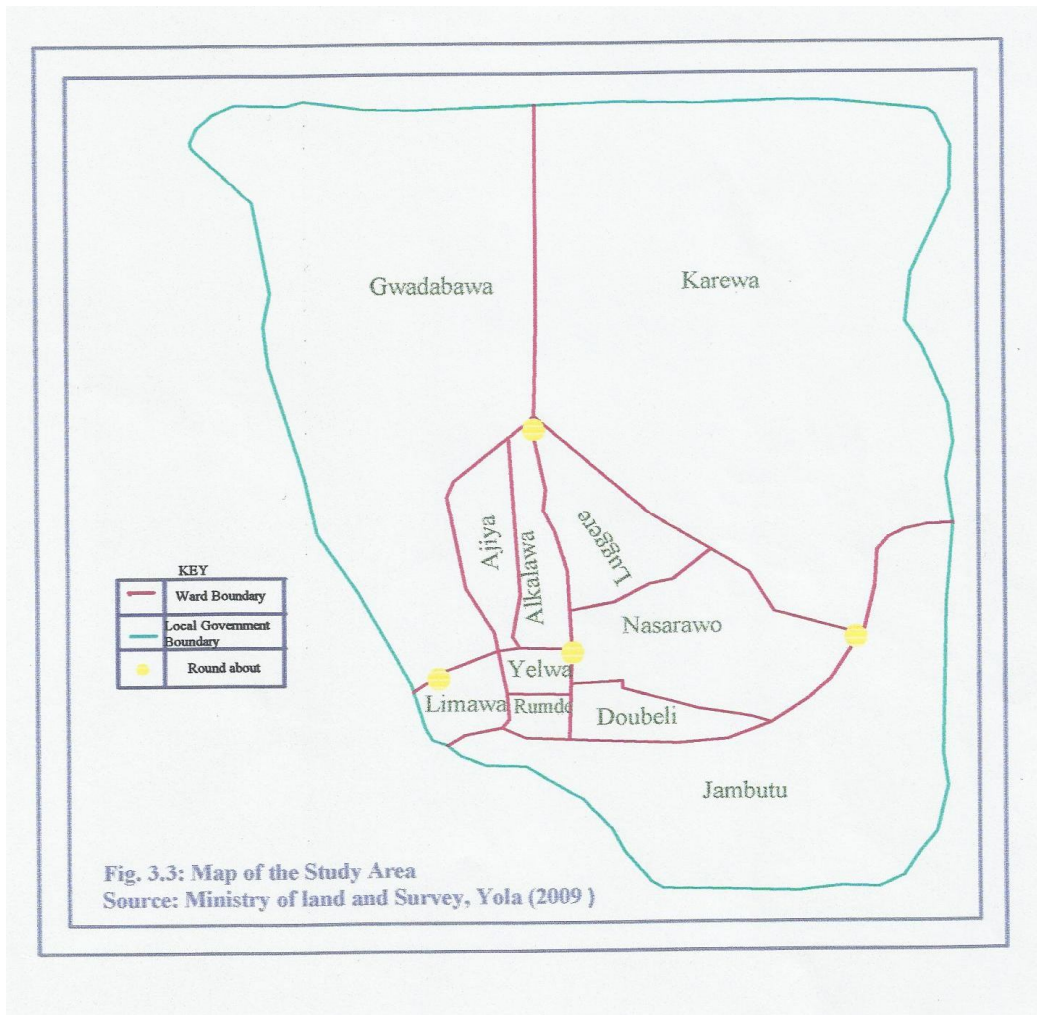 Gwadabawa
Karewa
Ajiya
Alkalawa
Luggere
Nasarawo
Yelwa
Limawa
Rumde
Doubeli
Jambutu
KEY
Ward Boundary
Local Government
Boundary
Round about
Fig. 3.3: Map of the Study Area
Source: Ministry of land and Survey, Yola (2009 )